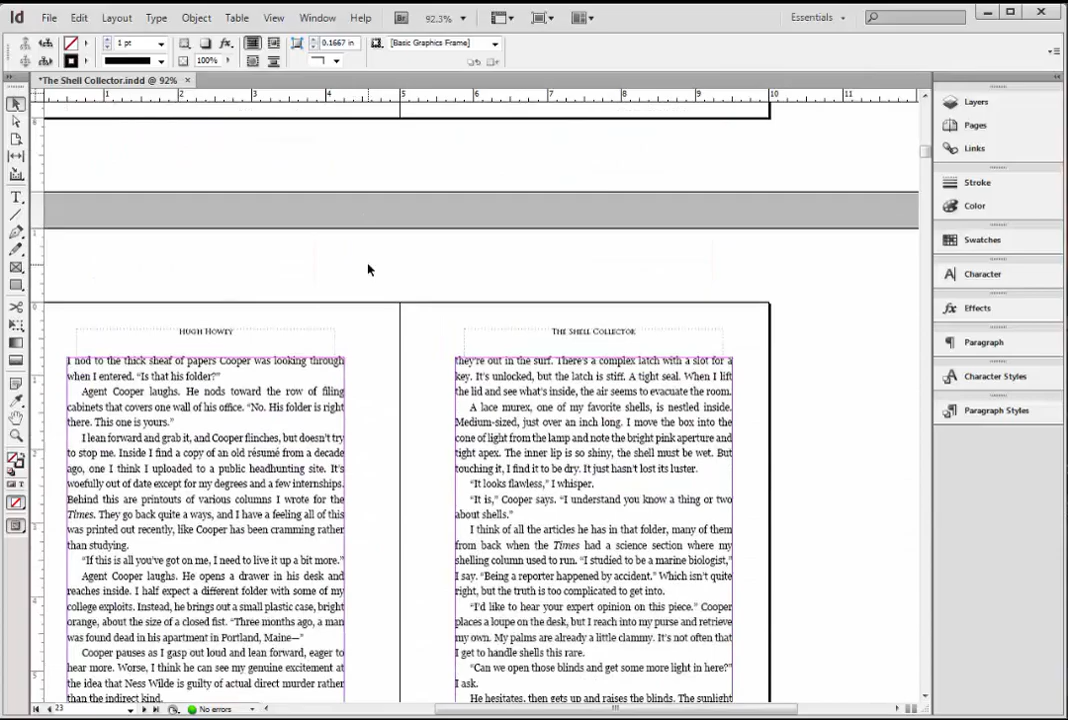 Id File Edit Layout Type Object Table View Window Help Br 92.3% Essentials
1 pt 0.1667 in [Basic Graphics Frame]
100%
*The Shell Collector.indd @ 92% ×
1 2 3 4 5 6 7 8 9 10 11
Layers
Pages
Links
Stroke
Color
Swatches
Character
Effects
Paragraph
Character Styles
Paragraph Styles
HUGH HOWEY
I nod to the thick sheaf of papers Cooper was looking through
when I entered. “Is that his folder?”
Agent Cooper laughs. He nods toward the row of filing
cabinets that covers one wall of his office. “No. His folder is right
there. This one is yours.”
I lean forward and grab it, and Cooper flinches, but doesn’t try
to stop me. Inside I find a copy of an old résumé from a decade
ago, one I think I uploaded to a public headhunting site. It’s
woefully out of date except for my degrees and a few internships.
Behind this are printouts of various columns I wrote for the
Times. They go back quite a ways, and I have a feeling all of this
was printed out recently, like Cooper has been cramming rather
than studying.
“If this is all you’ve got on me, I need to live it up a bit more.”
Agent Cooper laughs. He opens a drawer in his desk and
reaches inside. I half expect a different folder with some of my
college exploits. Instead, he brings out a small plastic case, bright
orange, about the size of a closed fist. “Three months ago, a man
was found dead in his apartment in Portland, Maine—”
Cooper pauses as I gasp out loud and lean forward, eager to
hear more. Worse, I think he can see my genuine excitement at
the idea that Ness Wilde is guilty of actual direct murder rather
than the indirect kind.
THE SHELL COLLECTOR
they’re out in the surf. There’s a complex latch with a slot for a
key. It’s unlocked, but the latch is stiff. A tight seal. When I lift
the lid and see what’s inside, the air seems to evacuate the room.
A lace murex, one of my favorite shells, is nestled inside.
Medium-sized, just over an inch long. I move the box into the
cone of light from the lamp and note the bright pink aperture and
tight apex. The inner lip is so shiny, the shell must be wet. But
touching it, I find it to be dry. It just hasn’t lost its luster.
“It looks flawless,” I whisper.
“It is,” Cooper says. “I understand you know a thing or two
about shells.”
I think of all the articles he has in that folder, many of them
from back when the Times had a science section where my
shelling column used to run. “I studied to be a marine biologist,”
I say. “Being a reporter happened by accident.” Which isn’t quite
right, but the truth is too complicated to get into.
“I’d like to hear your expert opinion on this piece.” Cooper
places a loupe on the desk, but I reach into my purse and retrieve
my own. My palms are already a little clammy. It’s not often that
I get to handle shells this rare.
“Can we open those blinds and get some more light in here?”
I ask.
He hesitates, then gets up and raises the blinds. The sunlight
23 No errors